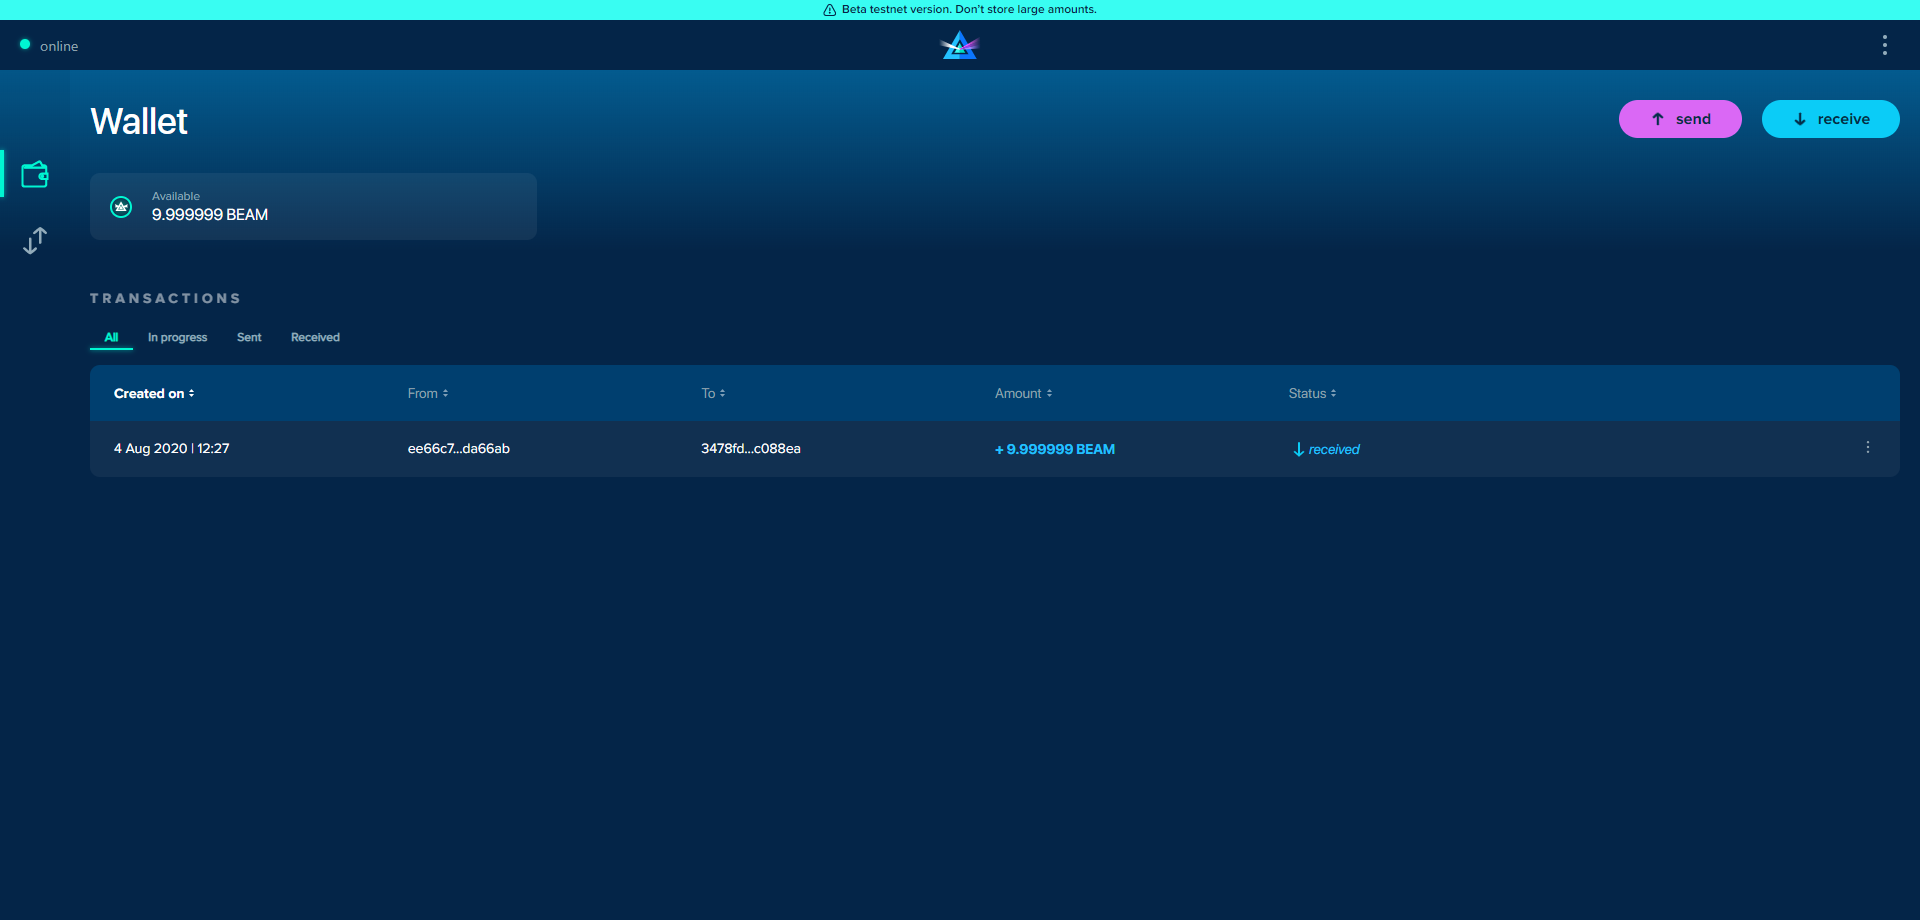 Beta testnet version. Don't store large amounts.
online
Wallet
send
receive
Available
9.999999 BEAM
TRANSACTIONS
All In progress Sent Received
Created on From To Amount Status
4 Aug 2020 | 12:27 ee66c7...da66ab 3478fd...c088ea + 9.999999 BEAM received